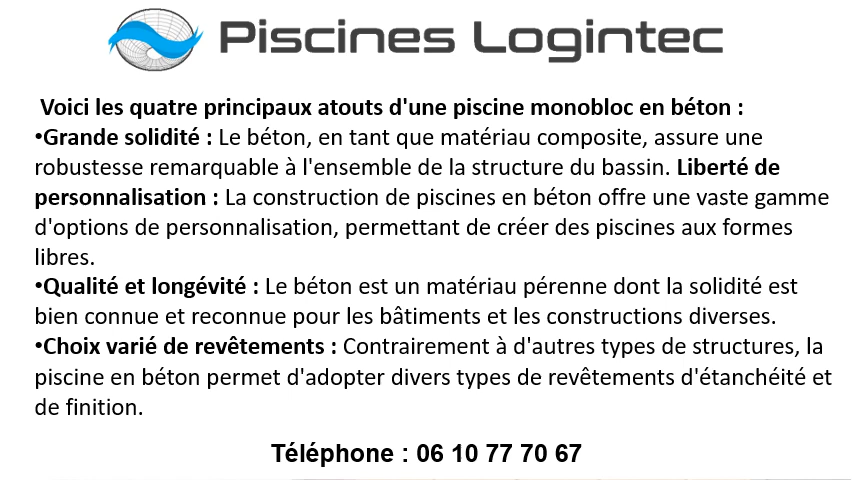 Piscines Logintec
Voici les quatre principaux atouts d'une piscine monobloc en béton :
•Grande solidité : Le béton, en tant que matériau composite, assure une
robustesse remarquable à l'ensemble de la structure du bassin. Liberté de
personnalisation : La construction de piscines en béton offre une vaste gamme
d'options de personnalisation, permettant de créer des piscines aux formes
libres.
•Qualité et longévité : Le béton est un matériau pérenne dont la solidité est
bien connue et reconnue pour les bâtiments et les constructions diverses.
•Choix varié de revêtements : Contrairement à d'autres types de structures, la
piscine en béton permet d'adopter divers types de revêtements d'étanchéité et
de finition.
Téléphone : 06 10 77 70 67